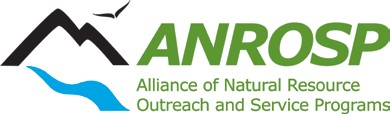 ANROSP
Alliance of Natural Resource
Outreach and Service Programs